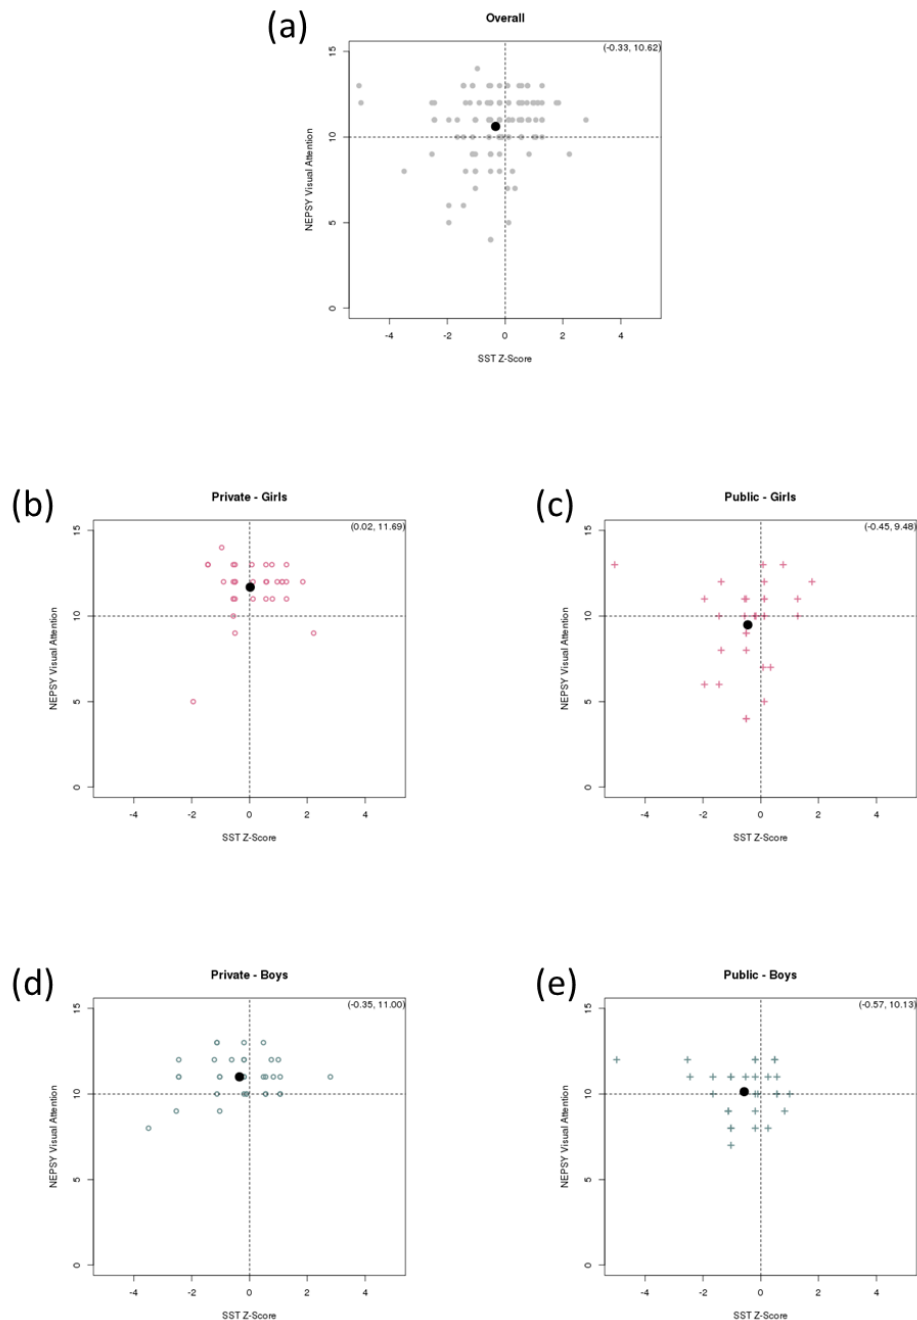 (a)
Overall
(-0.33, 10.62)
15
10
5
0
NEPSY Visual Attention
-4 -2 0 2 4
SST Z-Score
(b)
Private - Girls
(0.02, 11.69)
15
10
5
0
NEPSY Visual Attention
-4 -2 0 2 4
SST Z-Score
(c)
Public - Girls
(-0.45, 9.48)
15
10
5
0
NEPSY Visual Attention
-4 -2 0 2 4
SST Z-Score
(d)
Private - Boys
(-0.35, 11.00)
15
10
5
0
NEPSY Visual Attention
-4 -2 0 2 4
SST Z-Score
(e)
Public - Boys
(-0.57, 10.13)
15
10
5
0
NEPSY Visual Attention
-4 -2 0 2 4
SST Z-Score